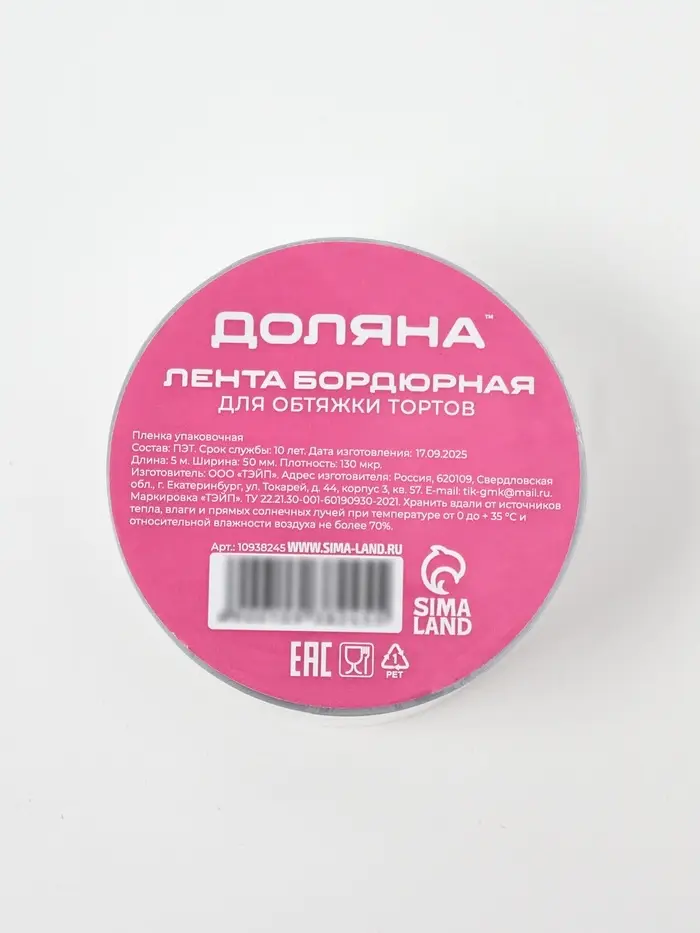 ДОЛЯНА™
ЛЕНТА БОРДЮРНАЯ
ДЛЯ ОБТЯЖКИ ТОРТОВ
Пленка упаковочная
Состав: ПЭТ. Срок службы: 10 лет. Дата изготовления: 17.09.2025
Длина: 5 м. Ширина: 50 мм. Плотность: 130 мкр.
Изготовитель: ООО «ТЭЙП». Адрес изготовителя: Россия, 620109, Свердловская
обл., г. Екатеринбург, ул. Токарей, д. 44, корпус 3, кв. 57. E-mail: tik-gmk@mail.ru.
Маркировка «ТЭЙП». ТУ 22.21.30-001-60190930-2021. Хранить вдали от источников
тепла, влаги и прямых солнечных лучей при температуре от 0 до + 35 °C и
относительной влажности воздуха не более 70%.
Арт.: 10938245 WWW.SIMA-LAND.RU
SIMA
LAND
EAC
1
PET